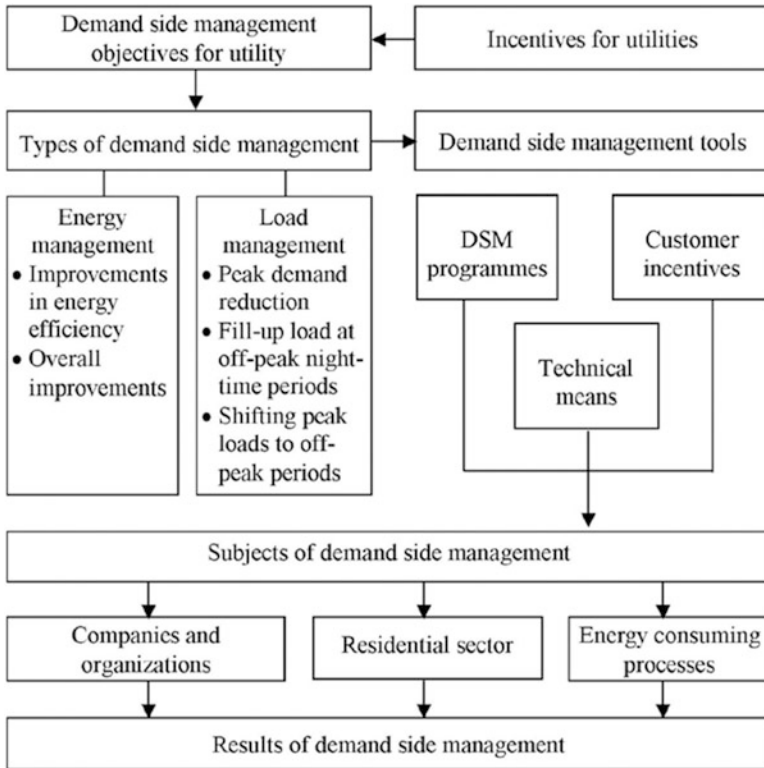 Demand side management
objectives for utility
Incentives for utilities
Types of demand side management
Demand side management tools
Energy
management
• Improvements
in energy
efficiency
• Overall
improvements
Load
management
• Peak demand
reduction
• Fill-up load at
off-peak night-
time periods
• Shifting peak
loads to off-
peak periods
DSM
programmes
Customer
incentives
Technical
means
Subjects of demand side management
Companies and
organizations
Residential sector
Energy consuming
processes
Results of demand side management